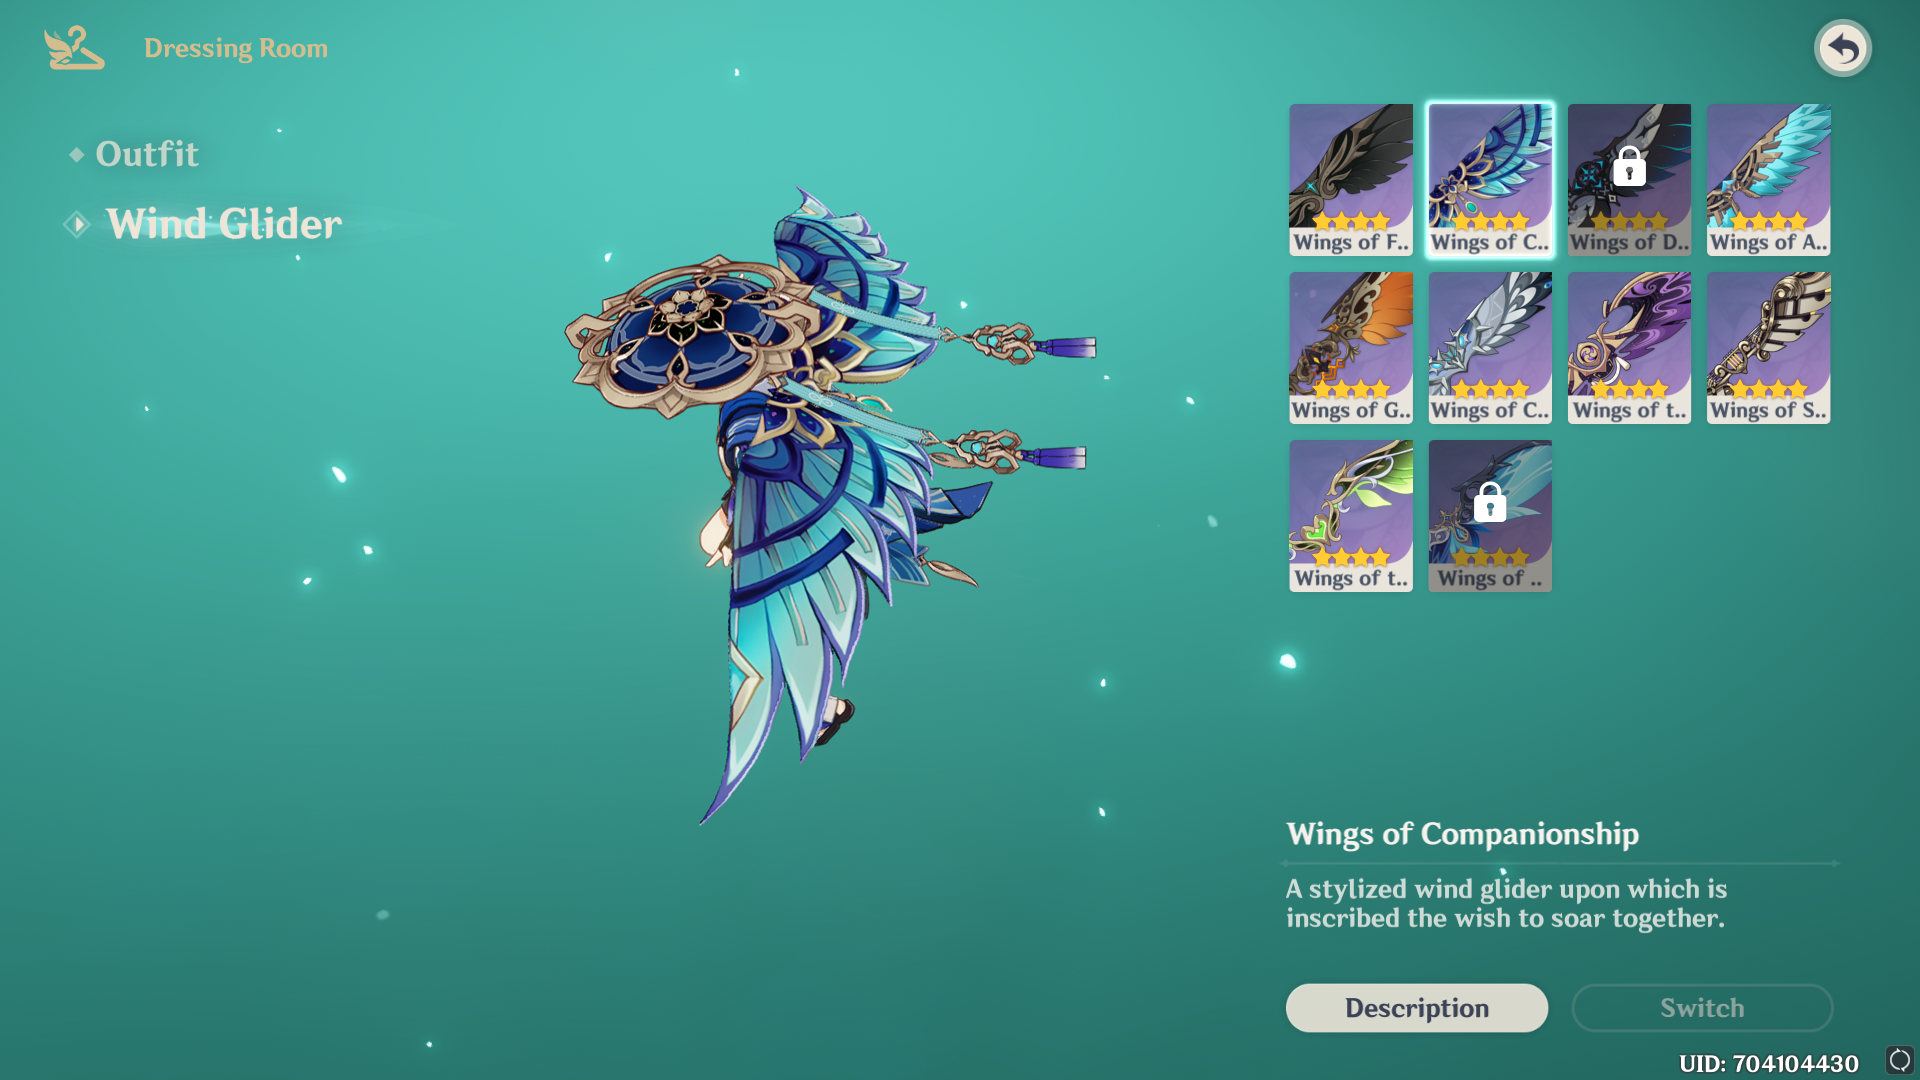 Dressing Room
Outfit
Wind Glider
Wings of F..
Wings of C..
Wings of D..
Wings of A..
Wings of G..
Wings of C..
Wings of t..
Wings of S..
Wings of t..
Wings of ..
Wings of Companionship
A stylized wind glider upon which is
inscribed the wish to soar together.
Description
Switch
UID: 704104430